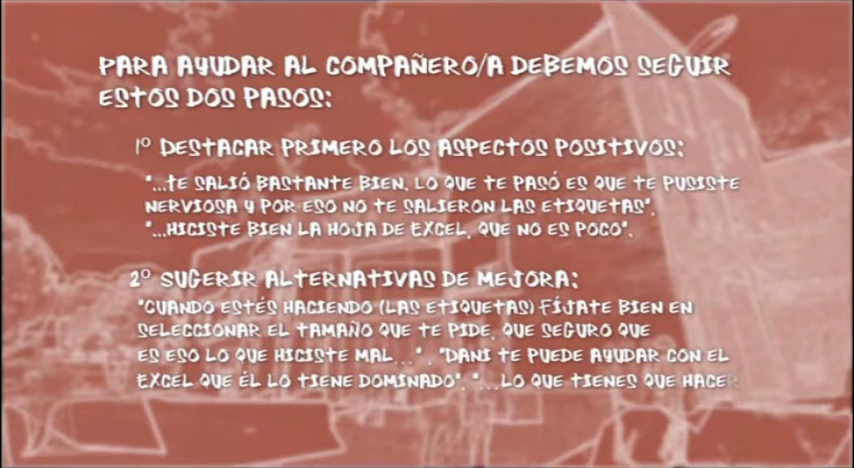 PARA AYUDAR AL COMPAÑERO/A DEBEMOS SEGUIR
ESTOS DOS PASOS:
1º DESTACAR PRIMERO LOS ASPECTOS POSITIVOS:
"...TE SALIÓ BASTANTE BIEN. LO QUE TE PASÓ ES QUE TE PUSISTE
NERVIOSA Y POR ESO NO TE SALIERON LAS ETIQUETAS".
"...HICISTE BIEN LA HOJA DE EXCEL, QUE NO ES POCO".
2º SUGERIR ALTERNATIVAS DE MEJORA:
"CUANDO ESTÉS HACIENDO (LAS ETIQUETAS) FÍJATE BIEN EN
SELECCIONAR EL TAMAÑO QUE TE PIDE, QUE SEGURO QUE
ES ESO LO QUE HICISTE MAL...". "DANI TE PUEDE AYUDAR CON EL
EXCEL QUE ÉL LO TIENE DOMINADO". "...LO QUE TIENES QUE HACER